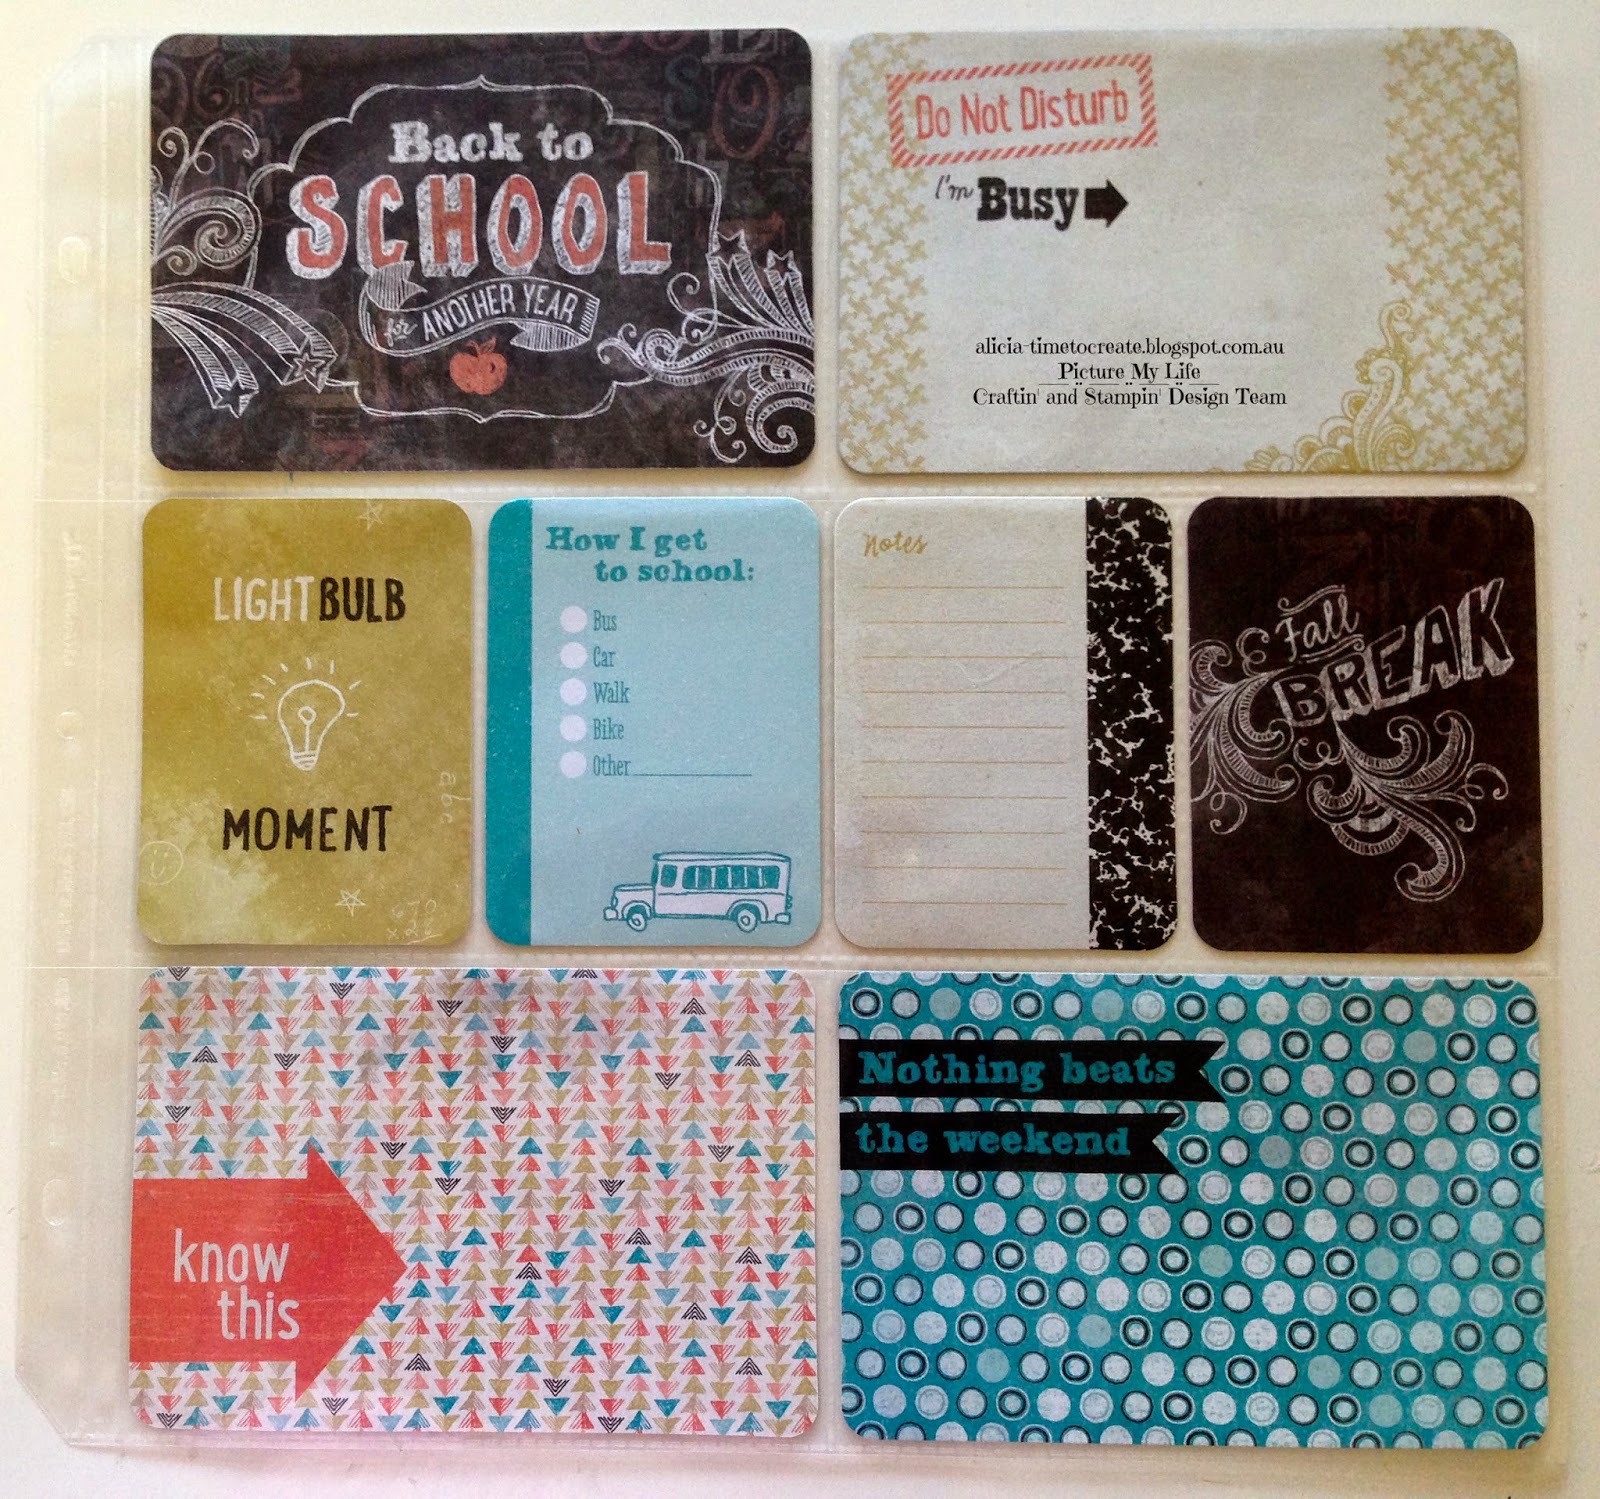 Back to
SCHOOL
for ANOTHER YEAR
Do Not Disturb
I'm Busy
alicia-timetocreate.blogspot.com.au
Picture My Life
Craftin' and Stampin' Design Team
LIGHTBULB
MOMENT
abc
670
How I get
to school:
Bus
Car
Walk
Bike
Other
Notes
Fall
BREAK
know
this
Nothing beats
the weekend